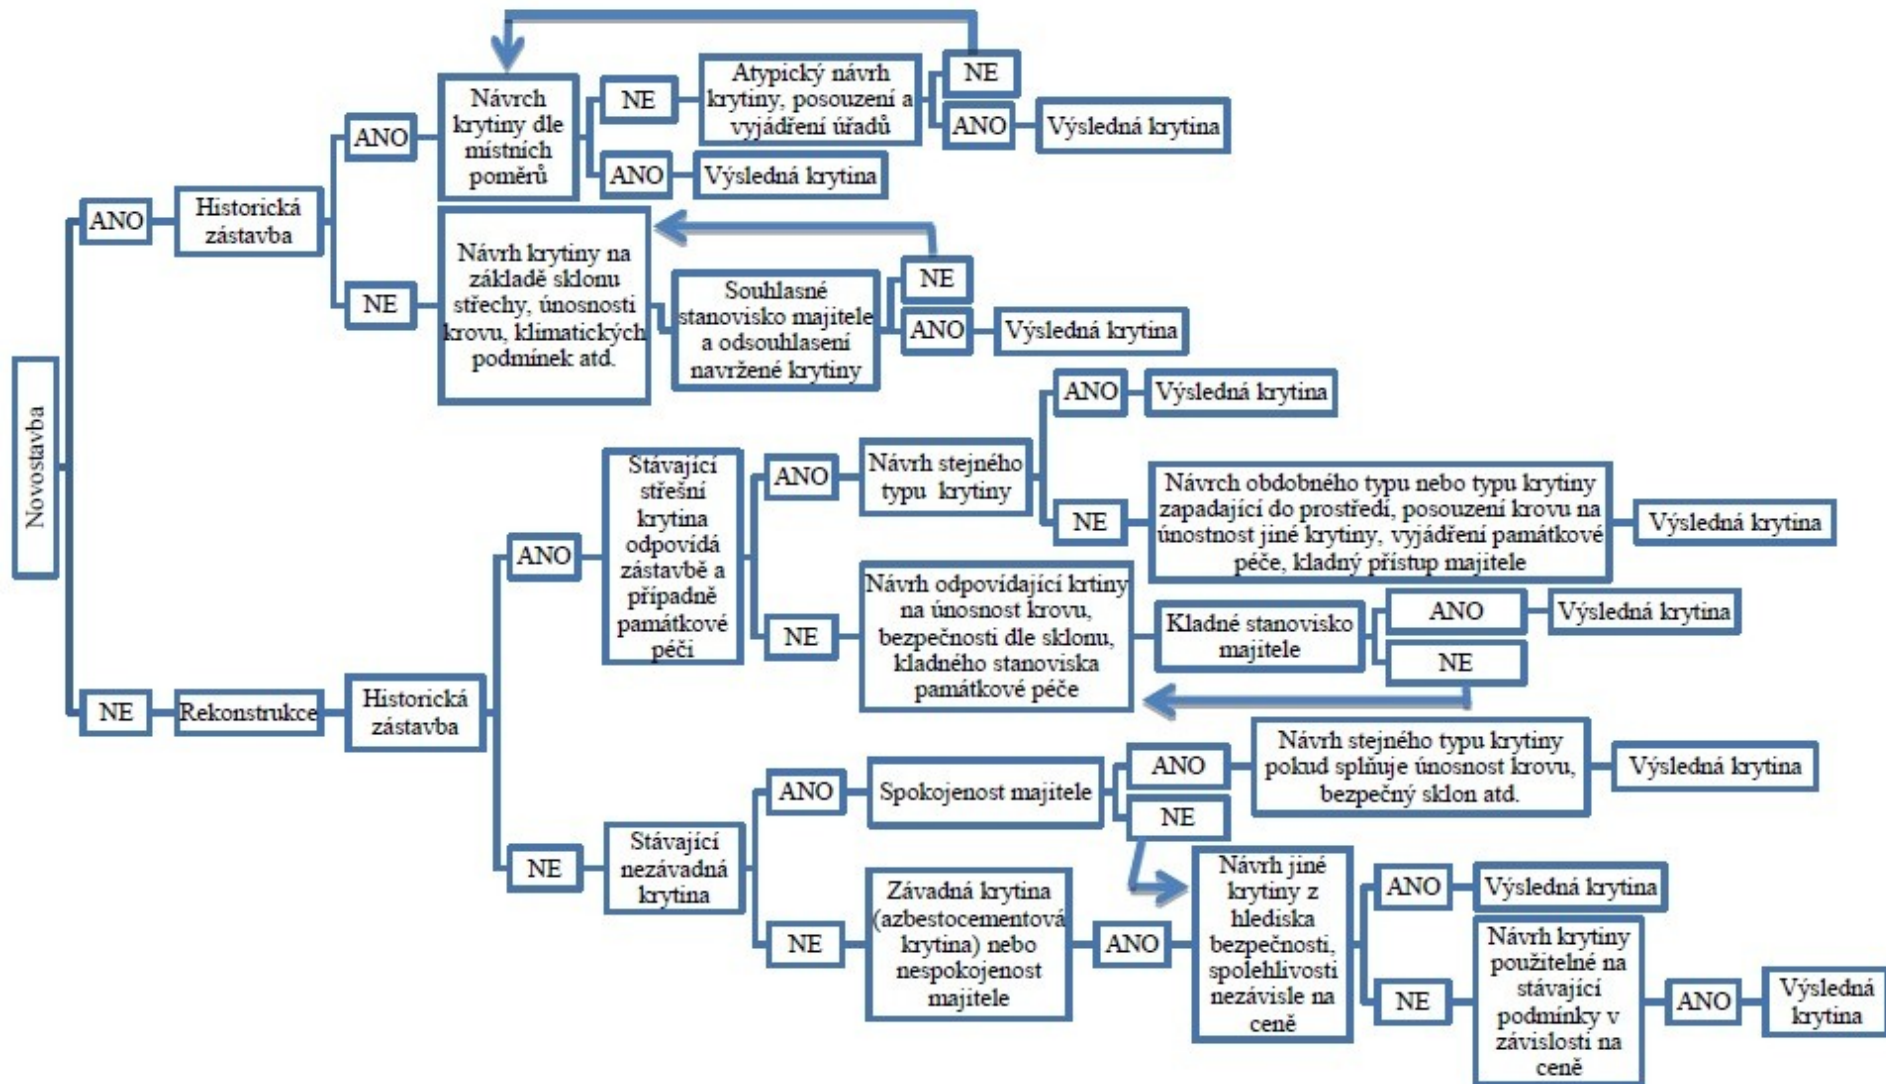 Novostavba
ANO
Historická
zástavba
ANO
Návrch
krytiny dle
místních
poměrů
NE
Atypický návrh
krytiny, posouzení a
vyjádření úřadů
NE
ANO
Výsledná krytina
ANO
Výsledná krytina
NE
Návrh krytiny na
základě sklonu
střechy, únosnosti
krovu, klimatických
podmínek atd.
Souhlasné
stanovisko majitele
a odsouhlasení
navržené krytiny
NE
ANO
Výsledná krytina
NE
Rekonstrukce
Historická
zástavba
ANO
Stávající
střešní
krytina
odpovídá
zástavbě a
případně
památkové
péči
ANO
Návrh stejného
typu krytiny
ANO
Výsledná krytina
NE
Návrch obdobného typu nebo typu krytiny
zapadající do prostředí, posouzení krovu na
únostnost jiné krytiny, vyjádření památkové
péče, kladný přístup majitele
Výsledná krytina
NE
Návrh odpovídající krtiny
na únosnost krovu,
bezpečnosti dle sklonu,
kladného stanoviska
památkové péče
Kladné stanovisko
majitele
ANO
Výsledná krytina
NE
NE
Stávající
nezávadná
krytina
ANO
Spokojenost majitele
ANO
Návrh stejného typu krytiny
pokud splňuje únosnost krovu,
bezpečný sklon atd.
Výsledná krytina
NE
NE
Závadná krytina
(azbestocementová
krytina) nebo
nespokojenost
majitele
ANO
Návrh jiné
krytiny z
hlediska
bezpečnosti,
spolehlivosti
nezávisle na
ceně
ANO
Výsledná krytina
NE
Návrh krytiny
použitelné na
stávající
podmínky v
závislosti na
ceně
ANO
Výsledná
krytina